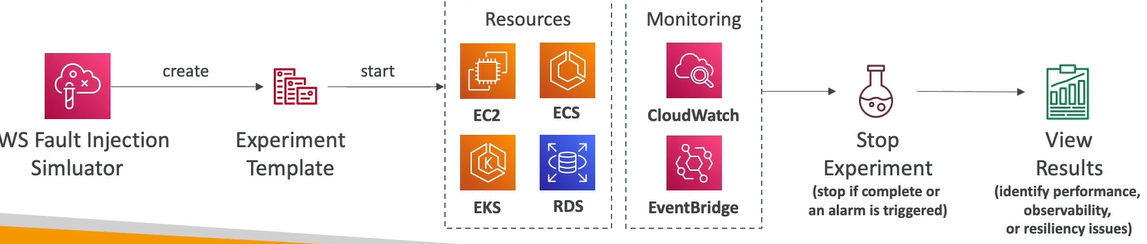 Resources
Monitoring
create
start
EC2
ECS
CloudWatch
WS Fault Injection
Simluator
Experiment
Template
EKS
RDS
EventBridge
Stop
Experiment
(stop if complete or
an alarm is triggered)
View
Results
(identify performance,
observability,
or resiliency issues)
K